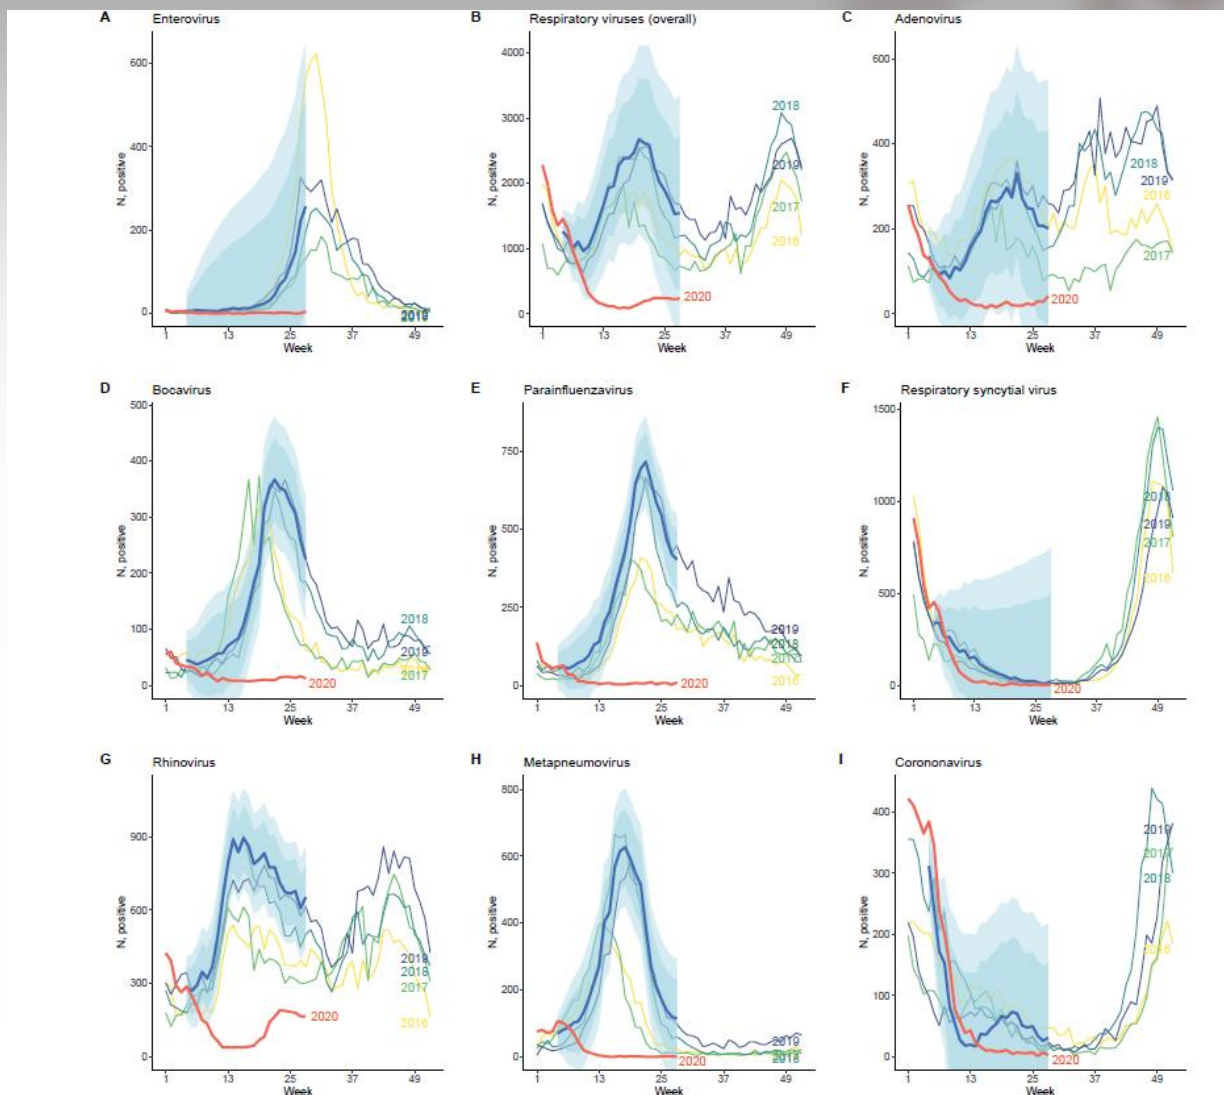 A Enterovirus
600
400
200
0
N, positive
2019
1 13 25 37 49
Week
B Respiratory viruses (overall)
4000
3000
2000
1000
0
N, positive
2018
2019
2017
2016
2020
1 13 25 37 49
Week
C Adenovirus
600
400
200
0
N, positive
2018
2019
2016
2017
2020
1 13 25 37 49
Week
D Bocavirus
500
400
300
200
100
0
N, positive
2018
2019
2017
2020
1 13 25 37 49
Week
E Parainfluenzavirus
750
500
250
0
N, positive
2019
2018
2017
2016
2020
1 13 25 37 49
Week
F Respiratory syncytial virus
1500
1000
500
0
N, positive
2018
2019
2017
2016
2020
1 13 25 37 49
Week
G Rhinovirus
900
600
300
0
N, positive
2019
2018
2017
2016
2020
1 13 25 37 49
Week
H Metapneumovirus
800
600
400
200
0
N, positive
2019
2018
2020
1 13 25 37 49
Week
I Corononavirus
400
300
200
100
0
N, positive
2019
2017
2018
2016
2020
1 13 25 37 49
Week